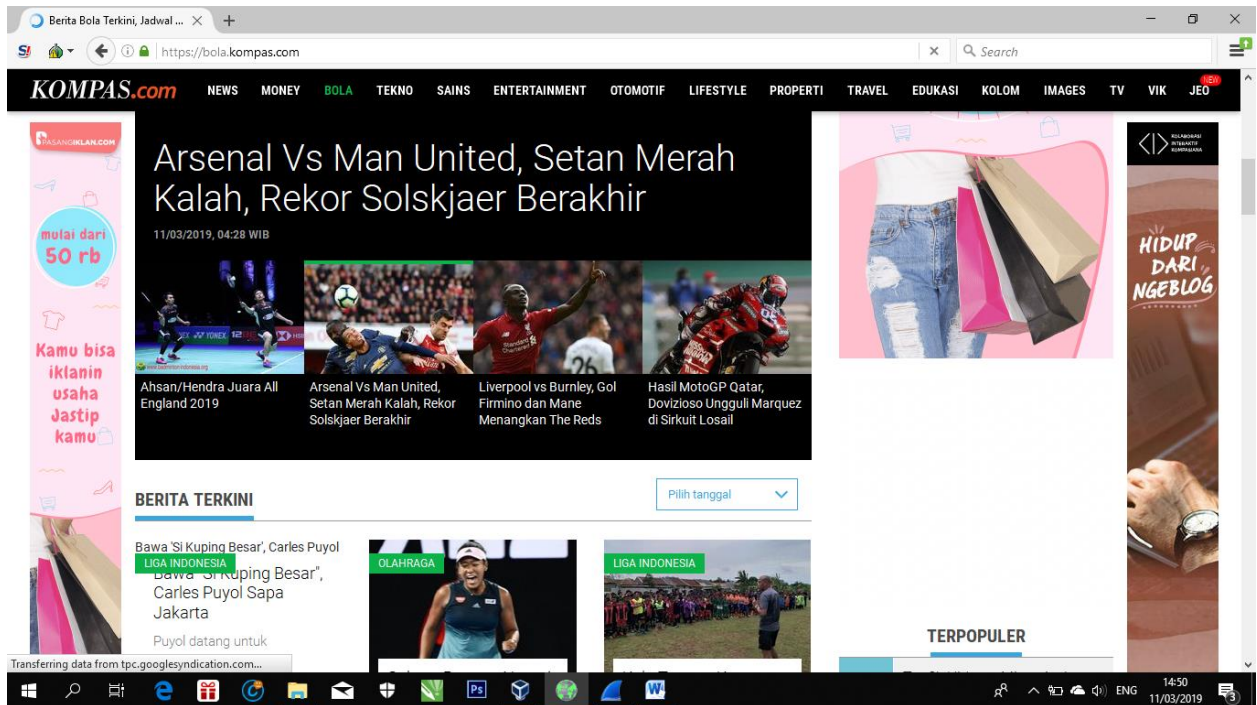 Berita Bola Terkini, Jadwal ...
https://bola.kompas.com
Search
KOMPAS.com
NEWS MONEY BOLA TEKNO SAINS ENTERTAINMENT OTOMOTIF LIFESTYLE PROPERTI TRAVEL EDUKASI KOLOM IMAGES TV VIK JEO
NEW
PASANGIKLAN.COM
mulai dari
50 rb
Kamu bisa
iklanin
usaha
Jastip
kamu
Arsenal Vs Man United, Setan Merah
Kalah, Rekor Solskjaer Berakhir
11/03/2019, 04:28 WIB
Ahsan/Hendra Juara All
England 2019
Arsenal Vs Man United,
Setan Merah Kalah, Rekor
Solskjaer Berakhir
Liverpool vs Burnley, Gol
Firmino dan Mane
Menangkan The Reds
Hasil MotoGP Qatar,
Dovizioso Ungguli Marquez
di Sirkuit Losail
KOLABORASI
INTERAKTIF
KOMPASIANA
HIDUP
DARI
NGEBLOG
BERITA TERKINI
Pilih tanggal
Bawa 'Si Kuping Besar', Carles Puyol
LIGA INDONESIA
Bawa "Si Kuping Besar",
Carles Puyol Sapa
Jakarta
Puyol datang untuk
OLAHRAGA
LIGA INDONESIA
TERPOPULER
Transferring data from tpc.googlesyndication.com...
ENG
14:50
11/03/2019
3